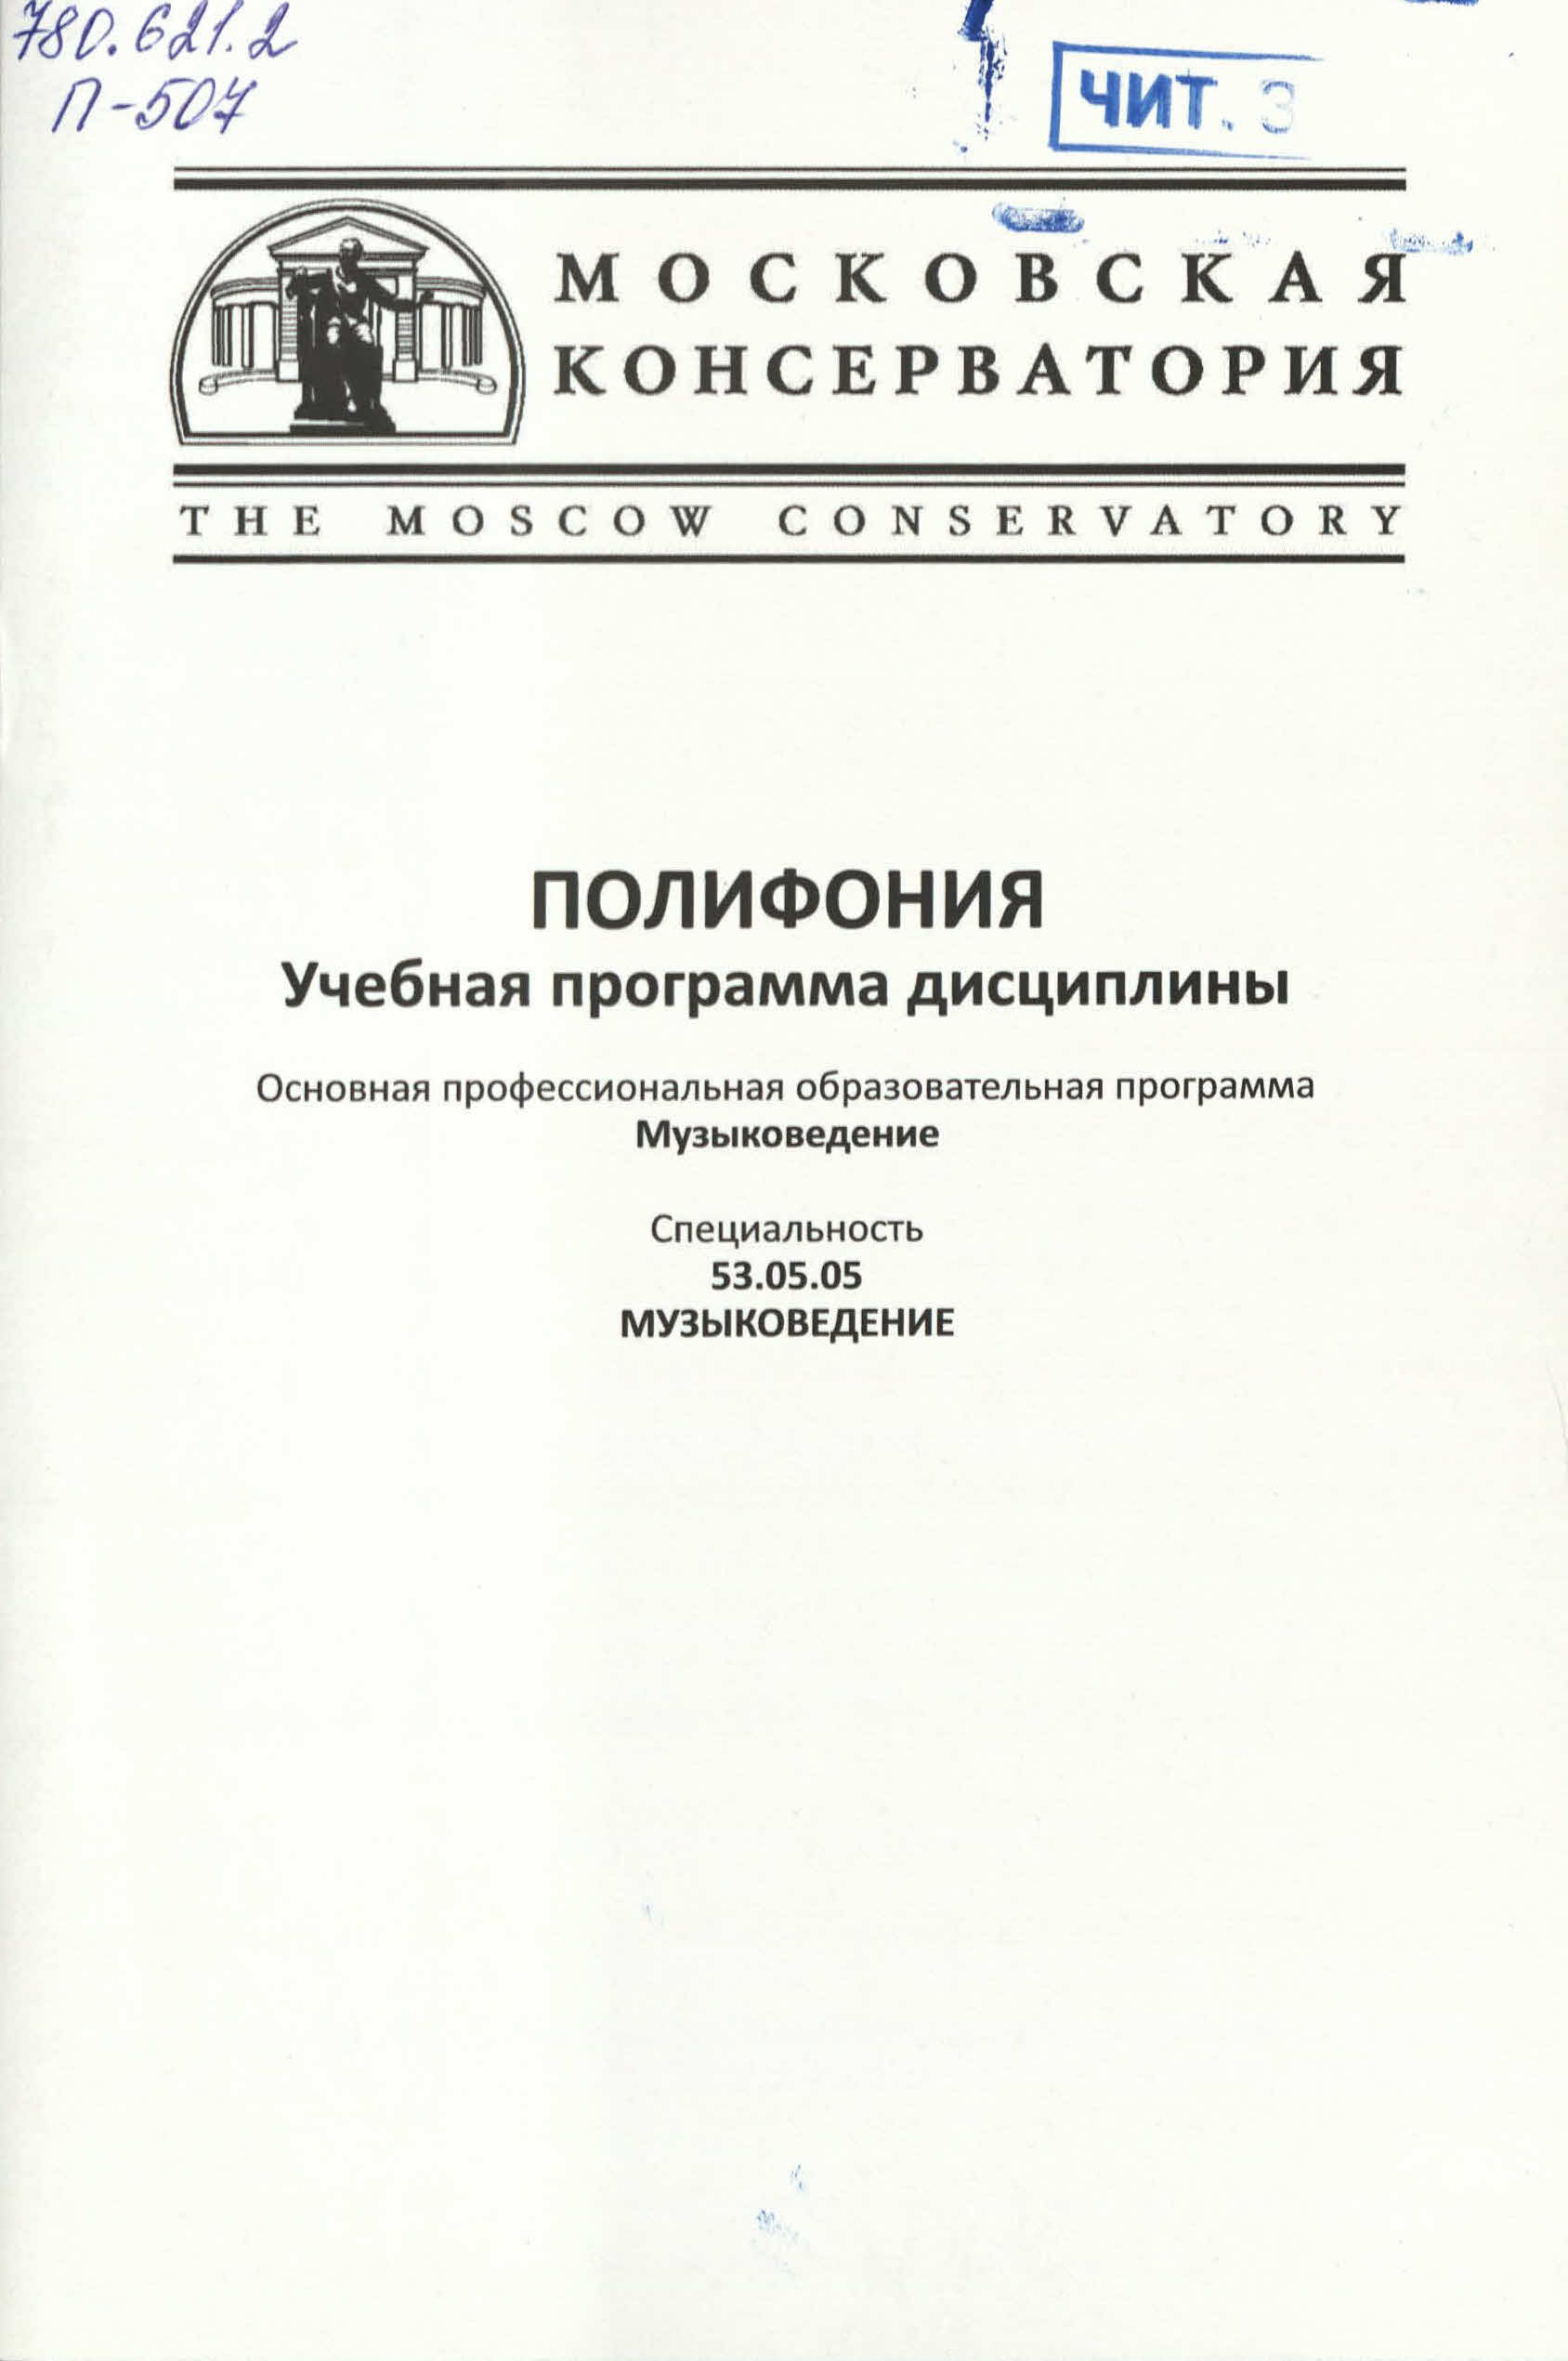 780.621.2
П-507
ЧИТ. З
МОСКОВСКАЯ
КОНСЕРВАТОРИЯ
THE MOSCOW CONSERVATORY
ПОЛИФОНИЯ
Учебная программа дисциплины
Основная профессиональная образовательная программа
Музыковедение
Специальность
53.05.05
МУЗЫКОВЕДЕНИЕ